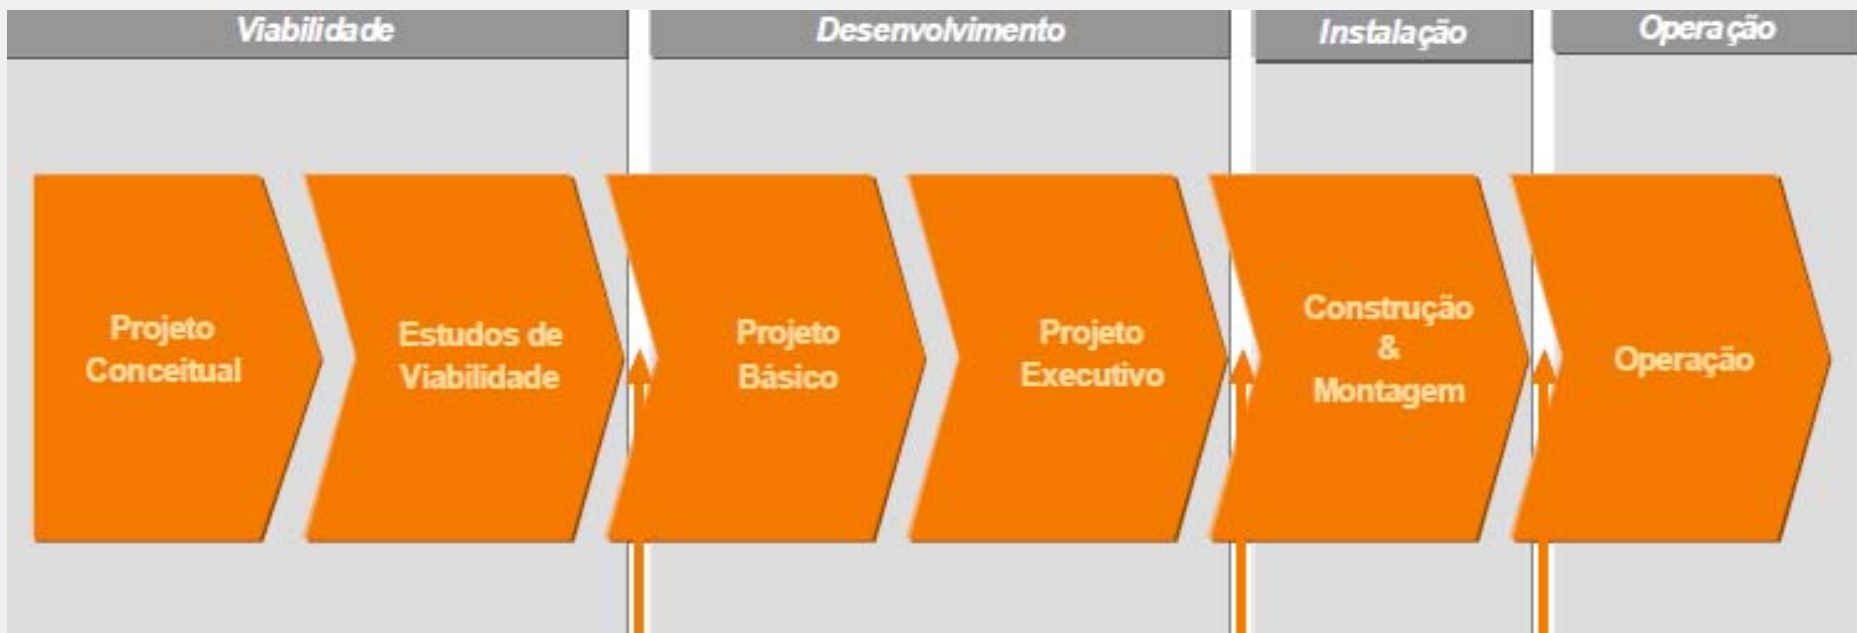 Viabilidade
Desenvolvimento
Instalação
Operação
Projeto
Conceitual
Estudos de
Viabilidade
Projeto
Básico
Projeto
Executivo
Construção
&
Montagem
Operação